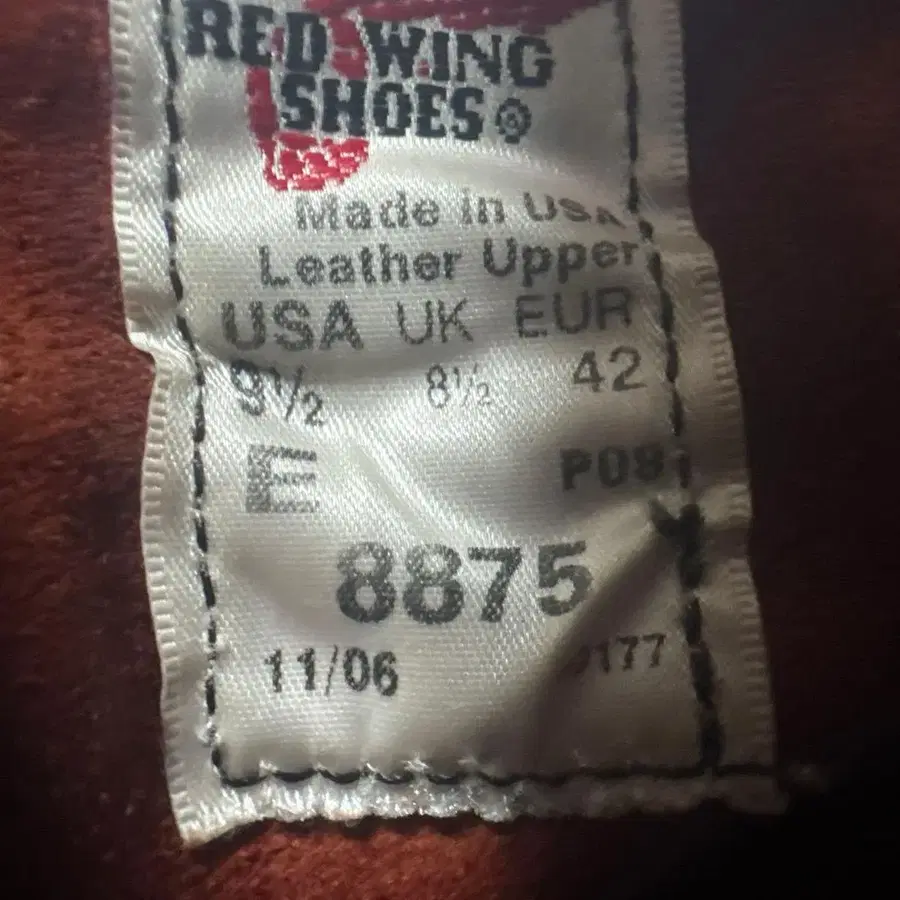 RED WING
SHOES®
Made in USA
Leather Upper
USA UK EUR
9½ 8½ 42
E P08
8875
11/06 177